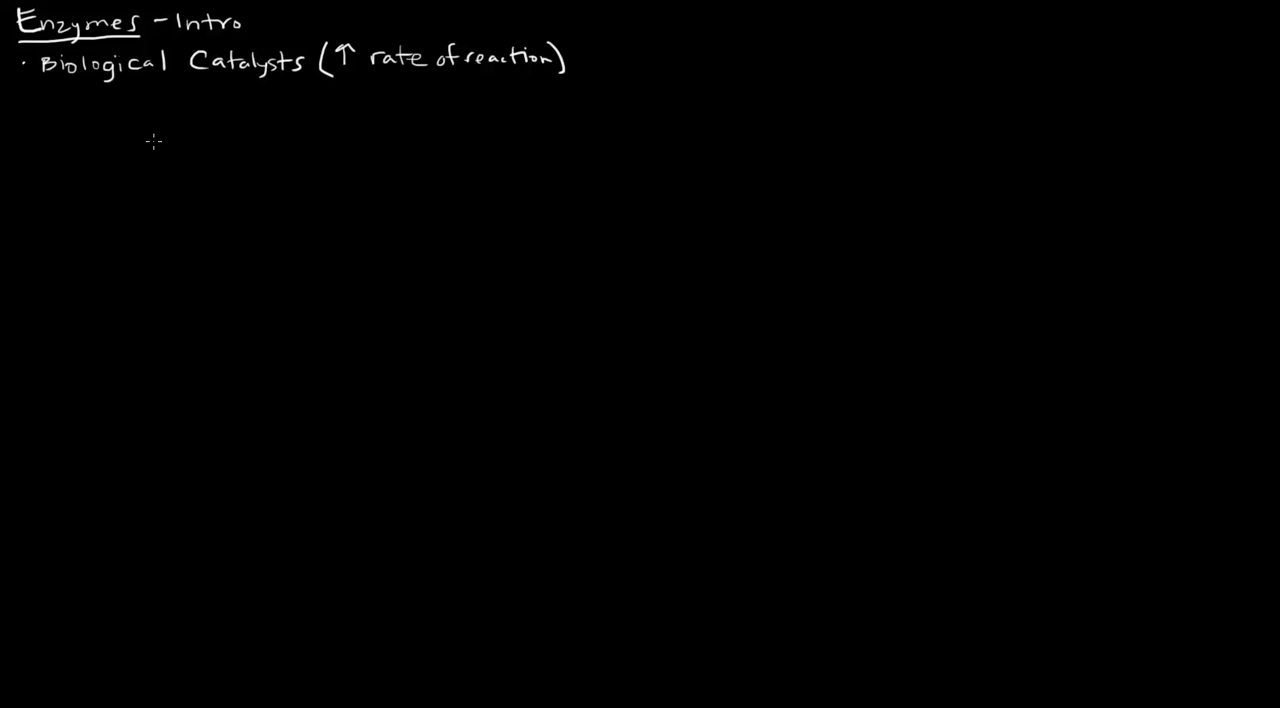 Enzymes - Intro
· Biological Catalysts (↑ rate of reaction)